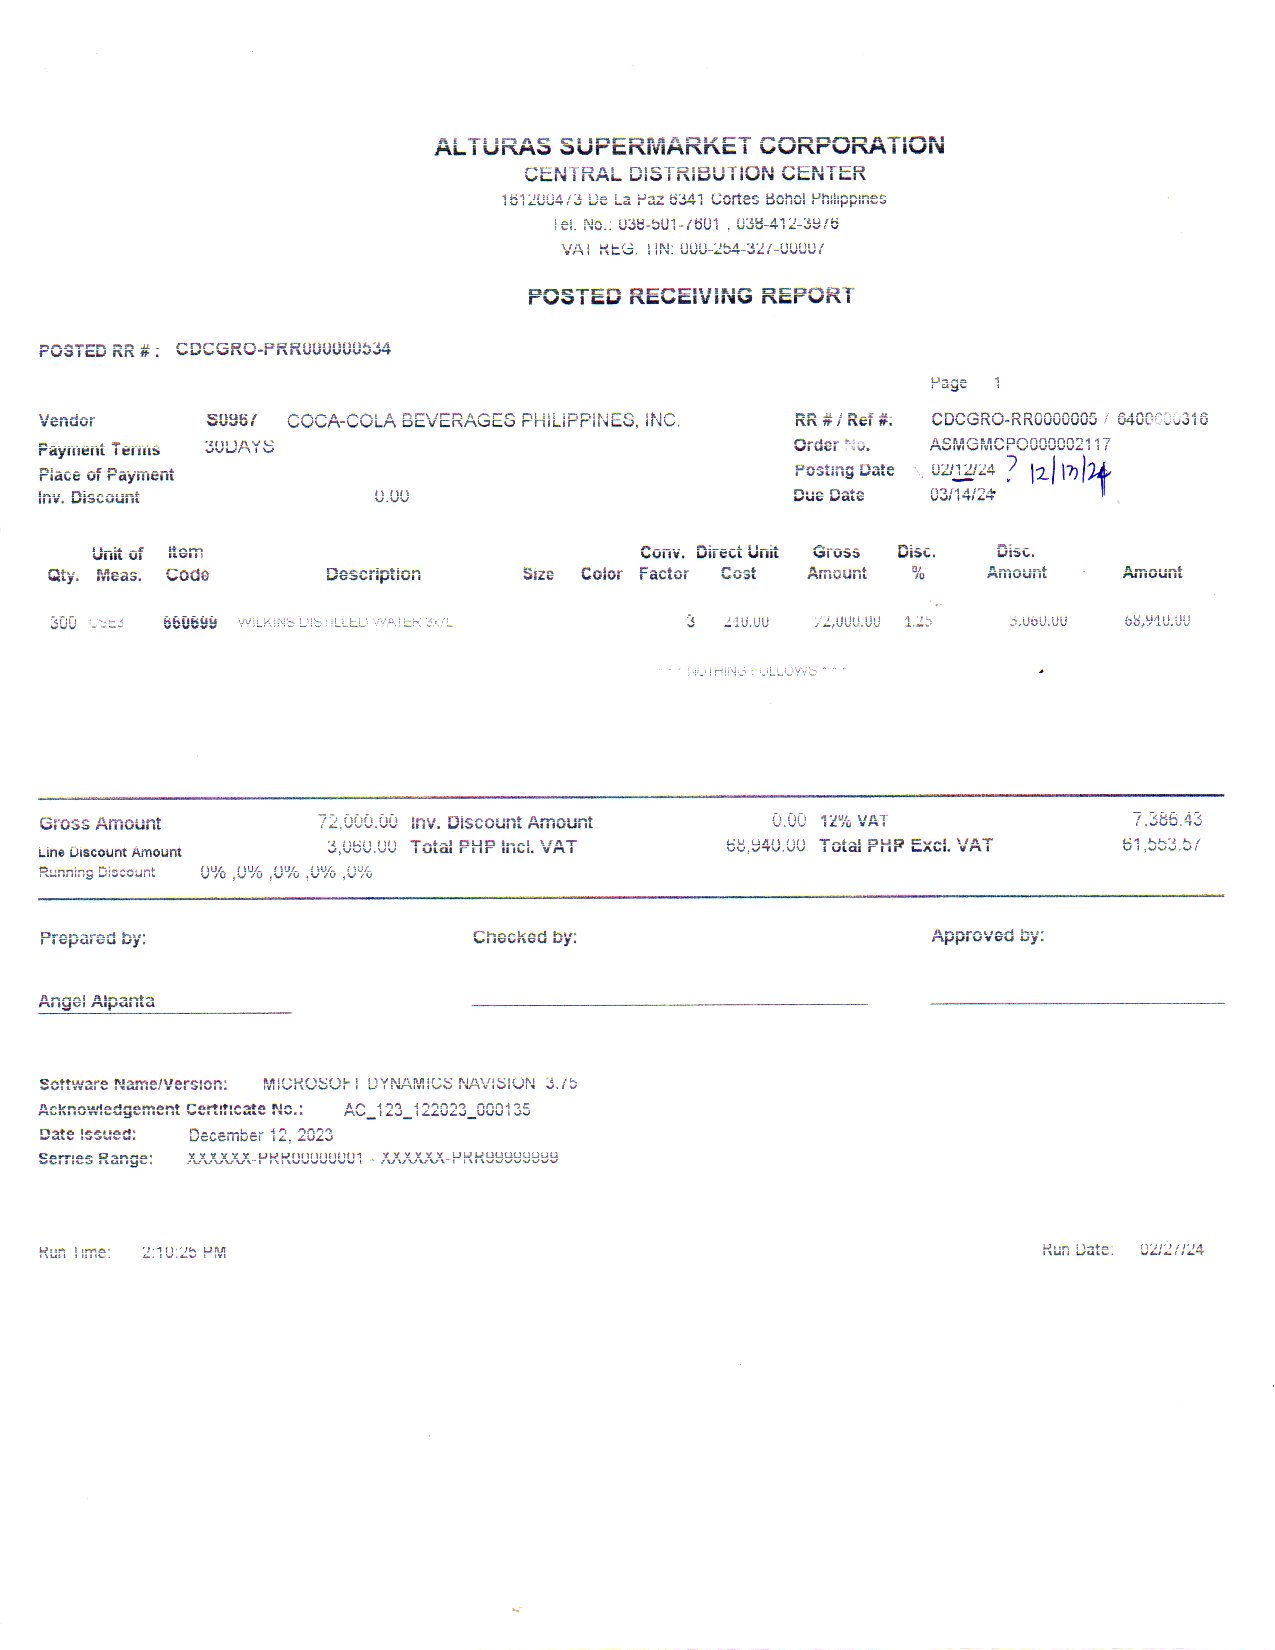 ALTURAS SUPERMARKET CORPORATION
CENTRAL DISTRIBUTION CENTER
De La Paz 6341 Cortes Bohol Philippines
Tel. No.: 038-501-7601 , 038-412-3976
VAT REG. TIN: 000-254-327-00007
POSTED RECEIVING REPORT
POSTED RR # : CDCGRO-PRR000000534
Page 1
Vendor S0967 COCA-COLA BEVERAGES PHILIPPINES, INC. RR # / Ref #: CDCGRO-RR0000005 /
Payment Terms 30DAYS Order No. ASMGMCPO000002117
Place of Payment Posting Date 02/12/24 ? 12/17/24
Inv. Discount 0.00 Due Date 03/14/24
Unit of Item Conv. Direct Unit Gross Disc. Disc.
Qty. Meas. Code Description Size Color Factor Cost Amount % Amount Amount
300 660699 WILKINS DISTILLED WATER 3 240.00 72,000.00 3,060.00 68,940.00
* * * NOTHING FOLLOWS * * *
Gross Amount 72,000.00 Inv. Discount Amount 0.00 12% VAT 7,386.43
Line Discount Amount 3,060.00 Total PHP Incl. VAT 68,940.00 Total PHP Excl. VAT 61,553.57
Running Discount 0% ,0% ,0% ,0% ,0%
Prepared by: Checked by: Approved by:
Angel Alpanta
Software Name/Version: MICROSOFT DYNAMICS NAVISION 3.75
Acknowledgement Certificate No.: AC_123_122023_000135
Date Issued: December 12, 2023
Serries Range: XXXXXX-PRR00000001 - XXXXXX-PRR99999999
Run Time: 2:10:25 PM Run Date: 02/27/24